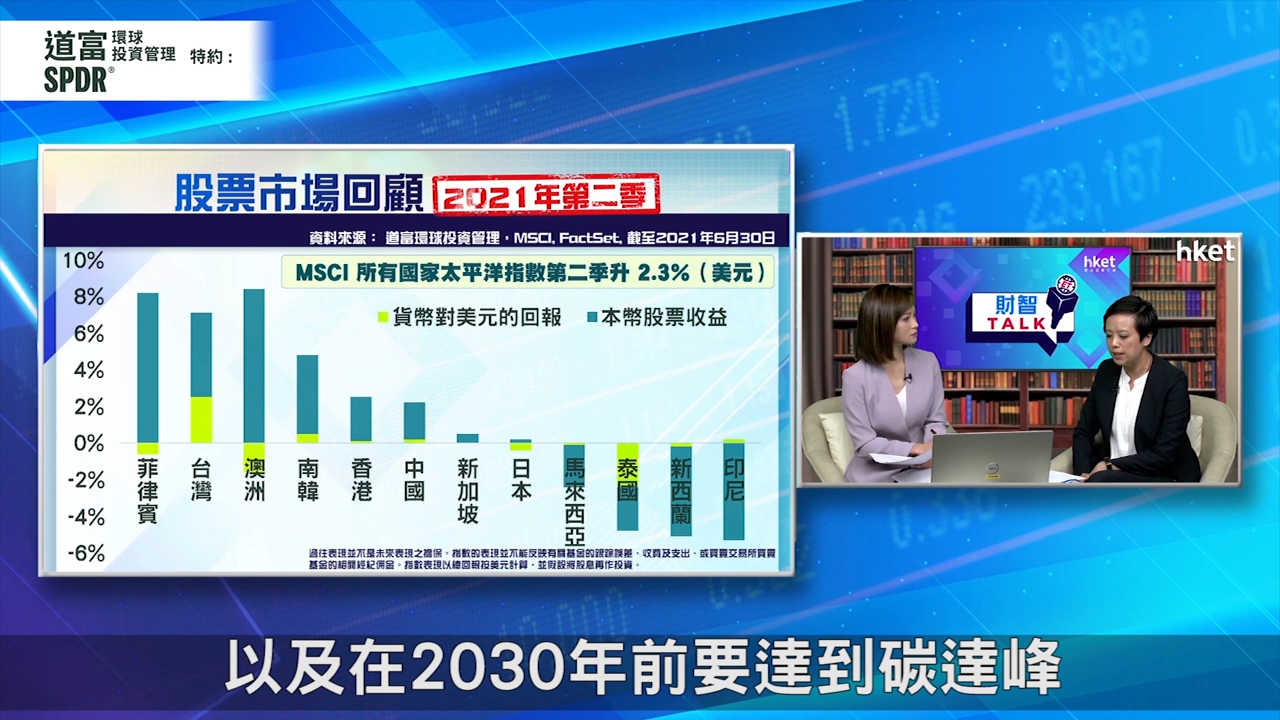 道富 環球
投資管理
SPDR®
特約 :
股票市場回顧 2021年第二季
資料來源： 道富環球投資管理，MSCI, FactSet, 截至2021年6月30日
MSCI 所有國家太平洋指數第二季升 2.3%（美元）
貨幣對美元的回報 本幣股票收益
10%
8%
6%
4%
2%
0%
-2%
-4%
-6%
菲律賓
台灣
澳洲
南韓
香港
中國
新加坡
日本
馬來西亞
泰國
新西蘭
印尼
過往表現並不是未來表現之擔保。指數的表現並不能反映有關基金的跟蹤誤差、收費及支出、或買賣交易所買賣
基金的相關經紀佣金。指數表現以總回報按美元計算，並假設將股息再作投資。
hket
hket
財智
TALK
DELL
9,996
1.720
以及在2030年前要達到碳達峰